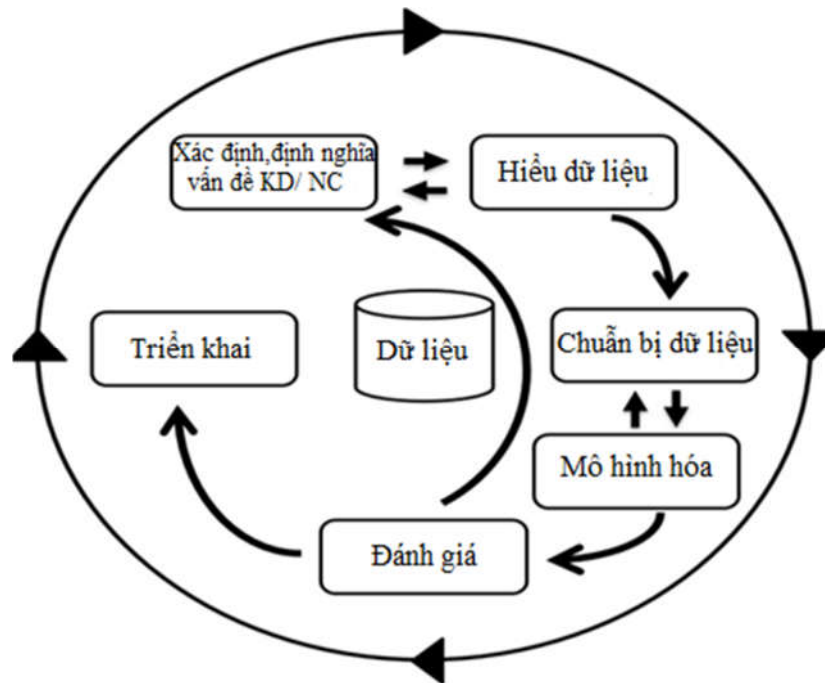 Xác định,định nghĩa
vấn đề KD/ NC
Hiểu dữ liệu
Triển khai
Dữ liệu
Chuẵn bị dữ liệu
Mô hình hóa
Đánh giá